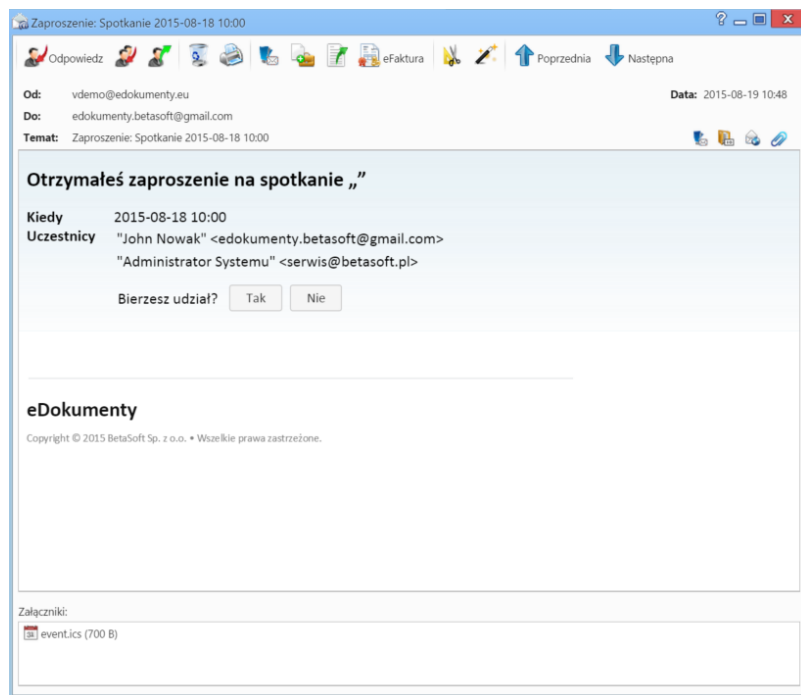 Zaproszenie: Spotkanie 2015-08-18 10:00
Odpowiedz eFaktura Poprzednia Następna
Od: vdemo@edokumenty.eu Data: 2015-08-19 10:48
Do: edokumenty.betasoft@gmail.com
Temat: Zaproszenie: Spotkanie 2015-08-18 10:00
Otrzymałeś zaproszenie na spotkanie „”
Kiedy 2015-08-18 10:00
Uczestnicy "John Nowak" <edokumenty.betasoft@gmail.com>
"Administrator Systemu" <serwis@betasoft.pl>
Bierzesz udział? Tak Nie
eDokumenty
Copyright © 2015 BetaSoft Sp. z o.o. • Wszelkie prawa zastrzeżone.
Załączniki:
event.ics (700 B)